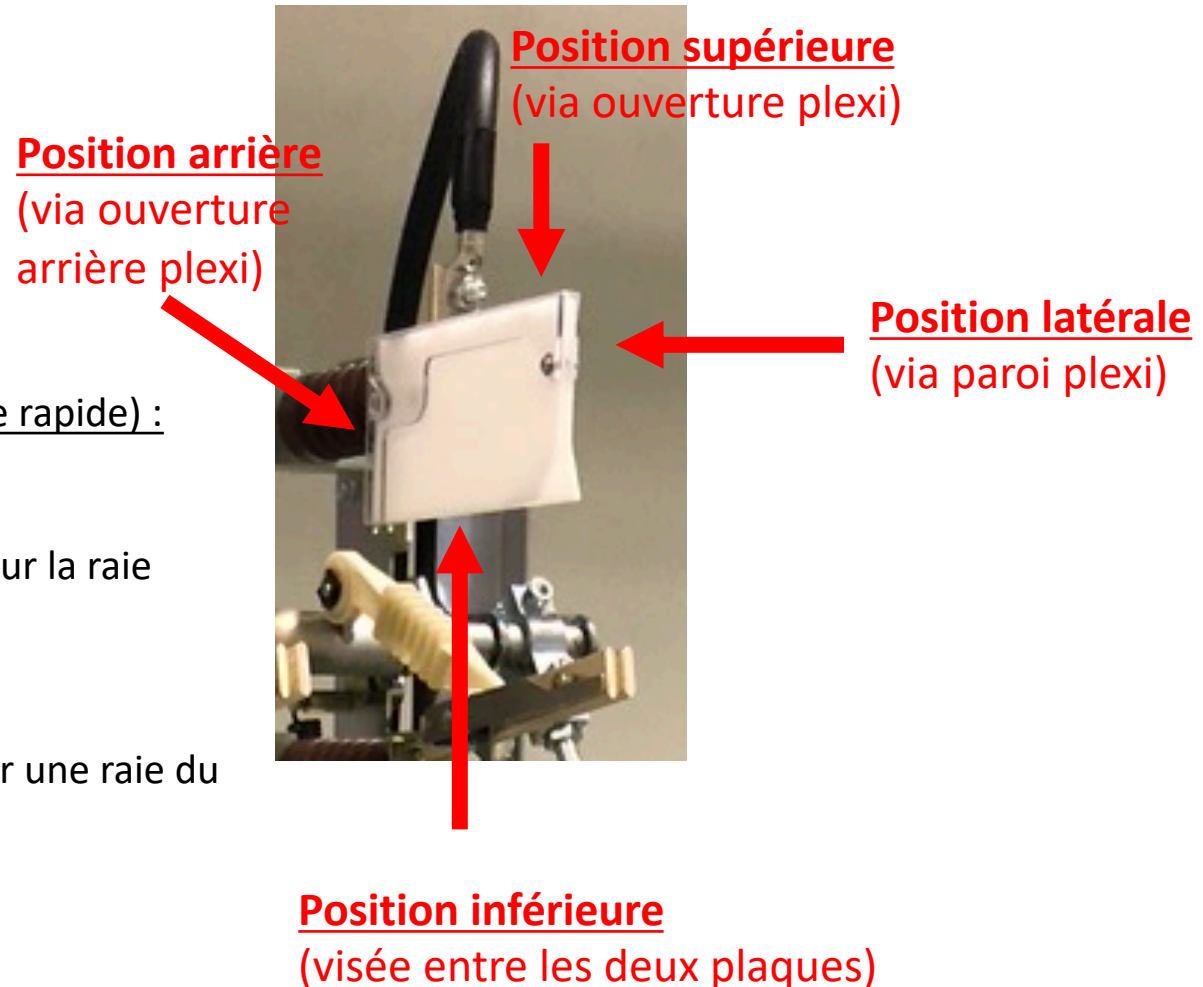 Position supérieure
(via ouverture plexi)
Position arrière
(via ouverture
arrière plexi)
Position latérale
(via paroi plexi)
e rapide) :
ur la raie
r une raie du
Position inférieure
(visée entre les deux plaques)